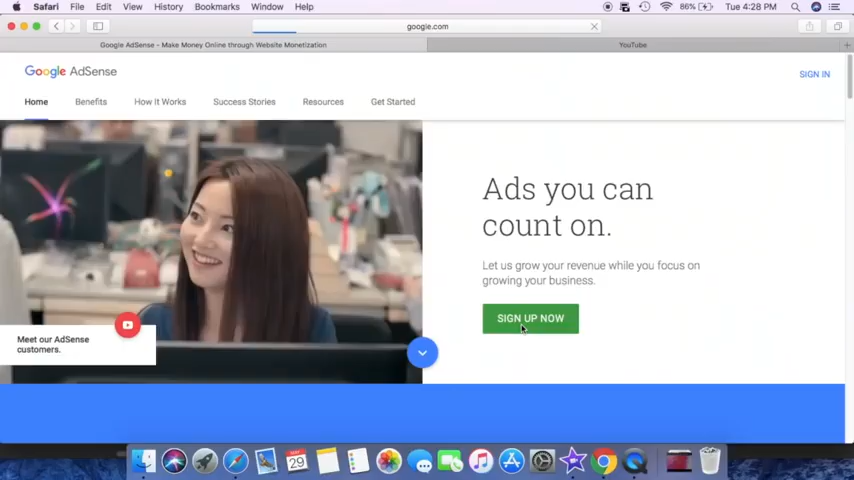 Safari File Edit View History Bookmarks Window Help
86% Tue 4:28 PM
google.com
Google AdSense - Make Money Online through Website Monetization
YouTube
Google AdSense
SIGN IN
Home Benefits How It Works Success Stories Resources Get Started
Ads you can
count on.
Let us grow your revenue while you focus on
growing your business.
SIGN UP NOW
Meet our AdSense
customers.
29